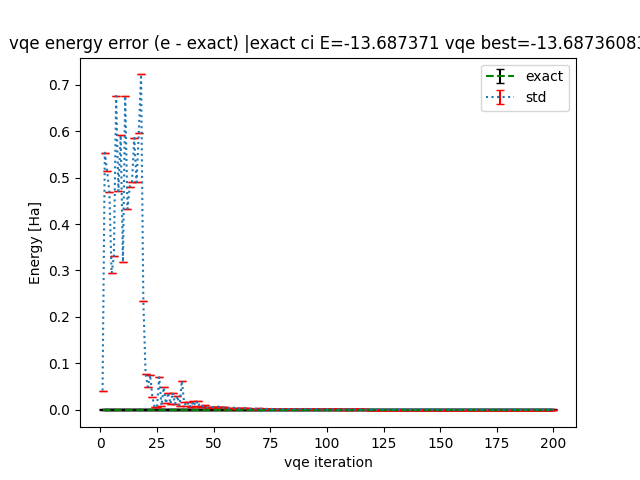 vqe energy error (e - exact) |exact ci E=-13.687371 vqe best=-13.68736083
exact
std
0.7
0.6
0.5
0.4
0.3
0.2
0.1
0.0
Energy [Ha]
0 25 50 75 100 125 150 175 200
vqe iteration